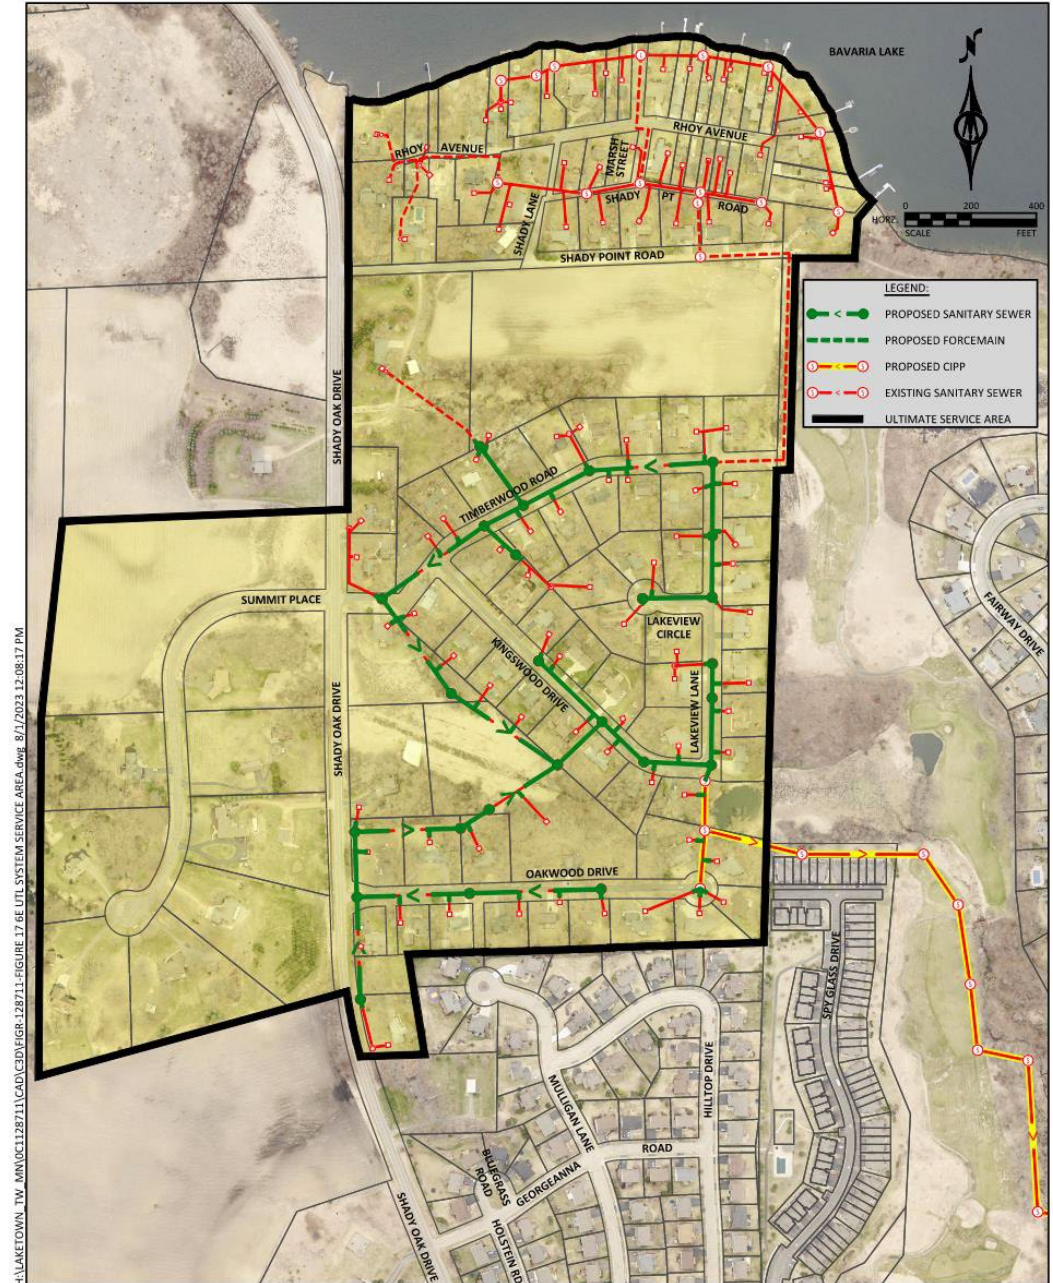 BAVARIA LAKE
N
RHOY AVENUE
RHOY AVENUE
MARSH
STREET
SHADY PT ROAD
SHADY LANE
SHADY POINT ROAD
0 200 400
HORZ.
SCALE FEET
LEGEND:
PROPOSED SANITARY SEWER
PROPOSED FORCEMAIN
PROPOSED CIPP
EXISTING SANITARY SEWER
ULTIMATE SERVICE AREA
SHADY OAK DRIVE
TIMBERWOOD ROAD
SUMMIT PLACE
LAKEVIEW
CIRCLE
FAIRWAY DRIVE
KINGSWOOD DRIVE
LAKEVIEW LANE
SHADY OAK DRIVE
OAKWOOD DRIVE
SPY GLASS DRIVE
MULLIGAN LANE
HILLTOP DRIVE
BLUEGRASS
ROAD
GEORGEANNA
ROAD
SHADY OAK DRIVE
HOLSTEIN RD
H:\LAKETOWN_TW_MN\0C1128711\CAD\C3D\FIGR-128711-FIGURE 17 6E UTL SYSTEM SERVICE AREA.dwg 8/1/2023 12:08:17 PM